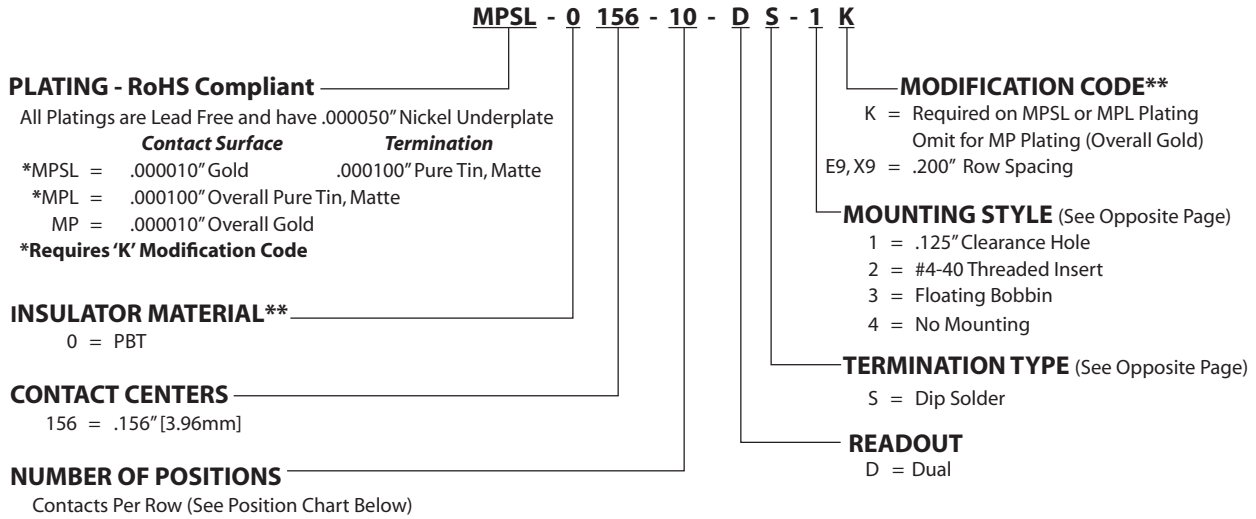 MPSL - 0 156 - 10 - D S - 1 K
PLATING - RoHS Compliant
All Platings are Lead Free and have .000050” Nickel Underplate
Contact Surface Termination
*MPSL = .000010” Gold .000100” Pure Tin, Matte
*MPL = .000100” Overall Pure Tin, Matte
MP = .000010” Overall Gold
*Requires ‘K’ Modification Code
INSULATOR MATERIAL**
0 = PBT
CONTACT CENTERS
156 = .156” [3.96mm]
NUMBER OF POSITIONS
Contacts Per Row (See Position Chart Below)
MODIFICATION CODE**
K = Required on MPSL or MPL Plating
Omit for MP Plating (Overall Gold)
E9, X9 = .200” Row Spacing
MOUNTING STYLE (See Opposite Page)
1 = .125” Clearance Hole
2 = #4-40 Threaded Insert
3 = Floating Bobbin
4 = No Mounting
TERMINATION TYPE (See Opposite Page)
S = Dip Solder
READOUT
D = Dual